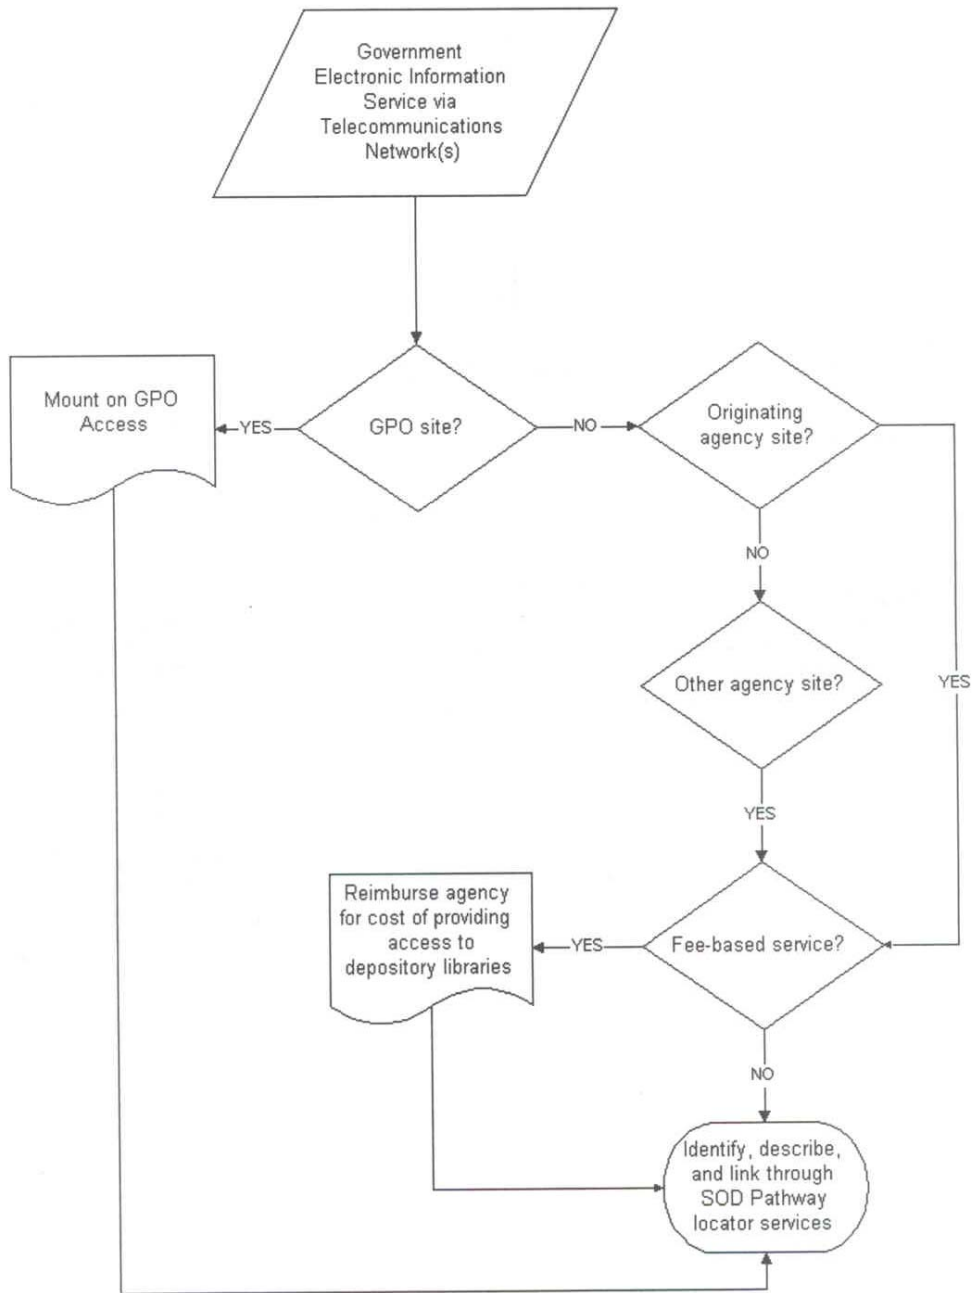 Government
Electronic Information
Service via
Telecommunications
Network(s)
Mount on GPO
Access
YES
GPO site?
NO
Originating
agency site?
NO
Other agency site?
YES
YES
Reimburse agency
for cost of providing
access to
depository libraries
YES
Fee-based service?
NO
Identify, describe,
and link through
SOD Pathway
locator services